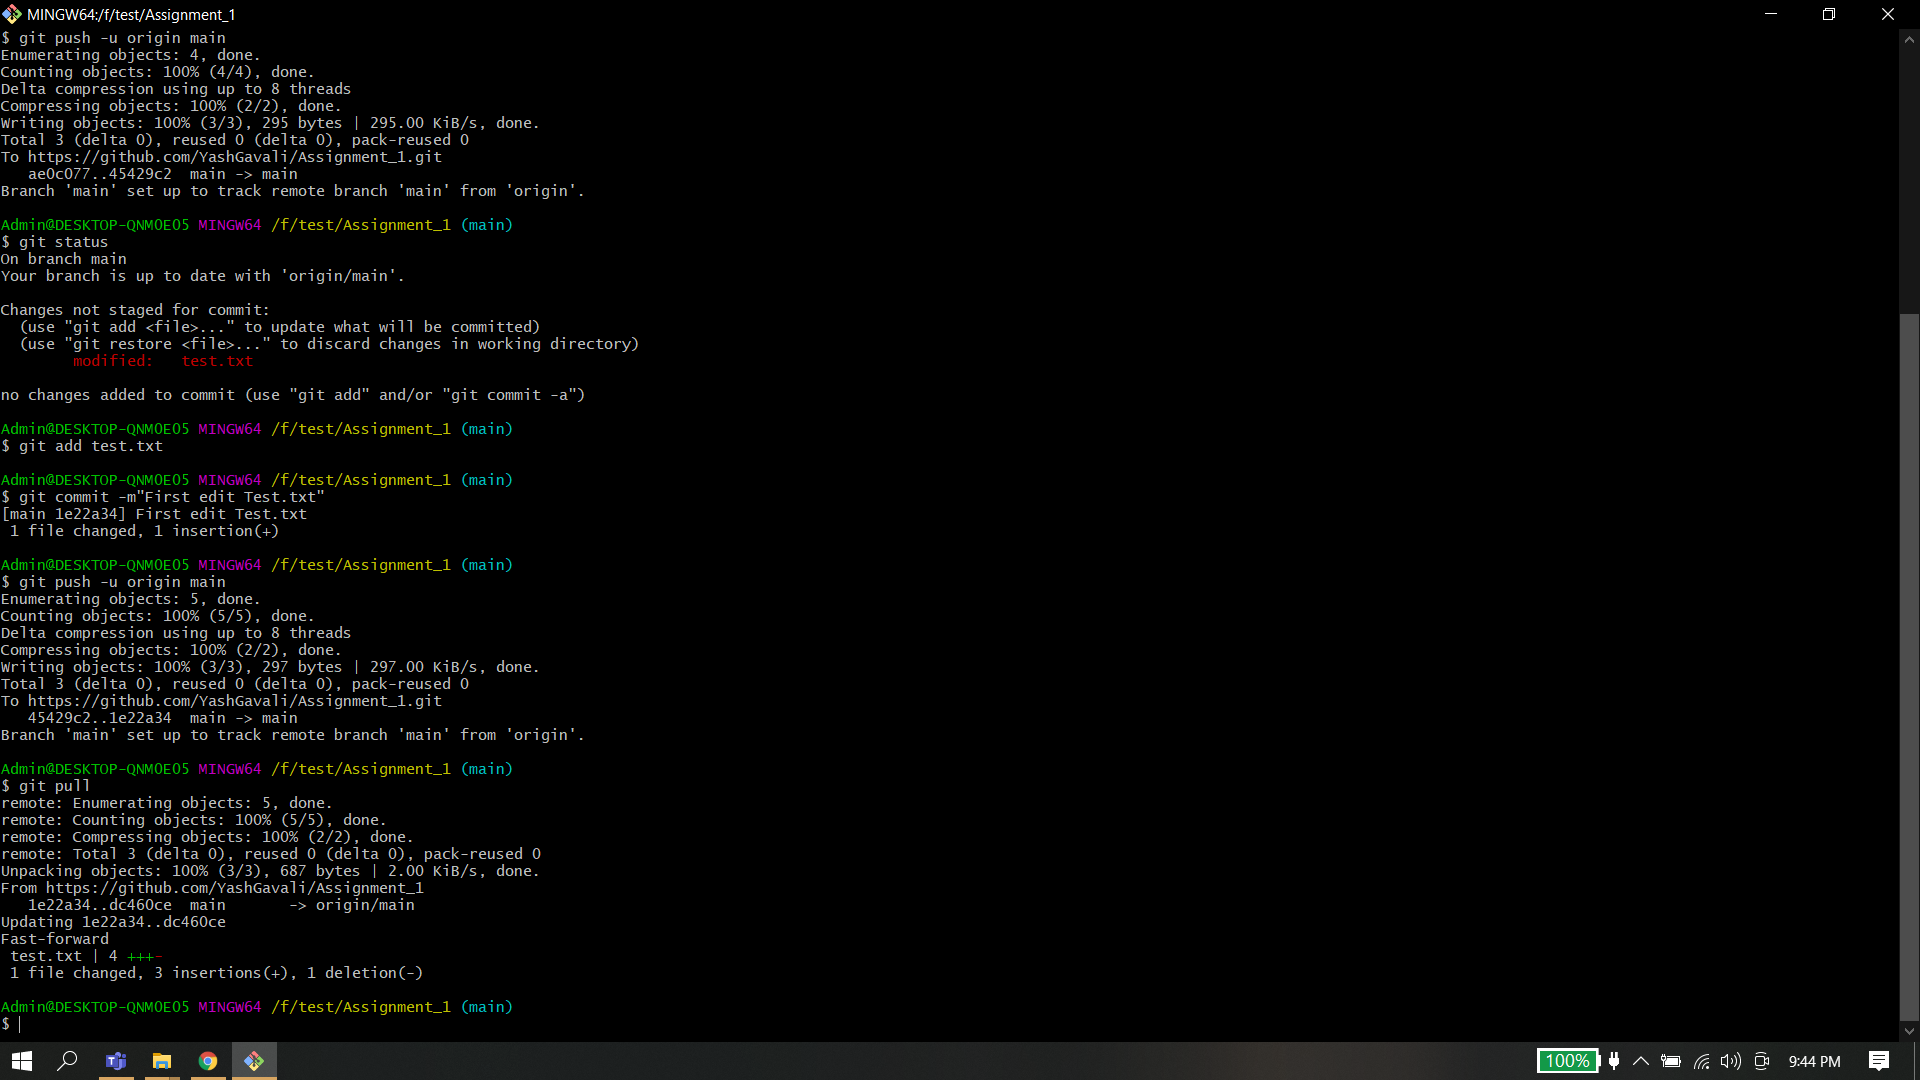 MINGW64:/f/test/Assignment_1
$ git push -u origin main
Enumerating objects: 4, done.
Counting objects: 100% (4/4), done.
Delta compression using up to 8 threads
Compressing objects: 100% (2/2), done.
Writing objects: 100% (3/3), 295 bytes | 295.00 KiB/s, done.
Total 3 (delta 0), reused 0 (delta 0), pack-reused 0
To https://github.com/YashGavali/Assignment_1.git
   ae0c077..45429c2  main -> main
Branch 'main' set up to track remote branch 'main' from 'origin'.

Admin@DESKTOP-QNM0E05 MINGW64 /f/test/Assignment_1 (main)
$ git status
On branch main
Your branch is up to date with 'origin/main'.

Changes not staged for commit:
  (use "git add <file>..." to update what will be committed)
  (use "git restore <file>..." to discard changes in working directory)
        modified:   test.txt

no changes added to commit (use "git add" and/or "git commit -a")

Admin@DESKTOP-QNM0E05 MINGW64 /f/test/Assignment_1 (main)
$ git add test.txt

Admin@DESKTOP-QNM0E05 MINGW64 /f/test/Assignment_1 (main)
$ git commit -m"First edit Test.txt"
[main 1e22a34] First edit Test.txt
 1 file changed, 1 insertion(+)

Admin@DESKTOP-QNM0E05 MINGW64 /f/test/Assignment_1 (main)
$ git push -u origin main
Enumerating objects: 5, done.
Counting objects: 100% (5/5), done.
Delta compression using up to 8 threads
Compressing objects: 100% (2/2), done.
Writing objects: 100% (3/3), 297 bytes | 297.00 KiB/s, done.
Total 3 (delta 0), reused 0 (delta 0), pack-reused 0
To https://github.com/YashGavali/Assignment_1.git
   45429c2..1e22a34  main -> main
Branch 'main' set up to track remote branch 'main' from 'origin'.

Admin@DESKTOP-QNM0E05 MINGW64 /f/test/Assignment_1 (main)
$ git pull
remote: Enumerating objects: 5, done.
remote: Counting objects: 100% (5/5), done.
remote: Compressing objects: 100% (2/2), done.
remote: Total 3 (delta 0), reused 0 (delta 0), pack-reused 0
Unpacking objects: 100% (3/3), 687 bytes | 2.00 KiB/s, done.
From https://github.com/YashGavali/Assignment_1
   1e22a34..dc460ce  main       -> origin/main
Updating 1e22a34..dc460ce
Fast-forward
 test.txt | 4 +++-
 1 file changed, 3 insertions(+), 1 deletion(-)

Admin@DESKTOP-QNM0E05 MINGW64 /f/test/Assignment_1 (main)
$
100%
9:44 PM